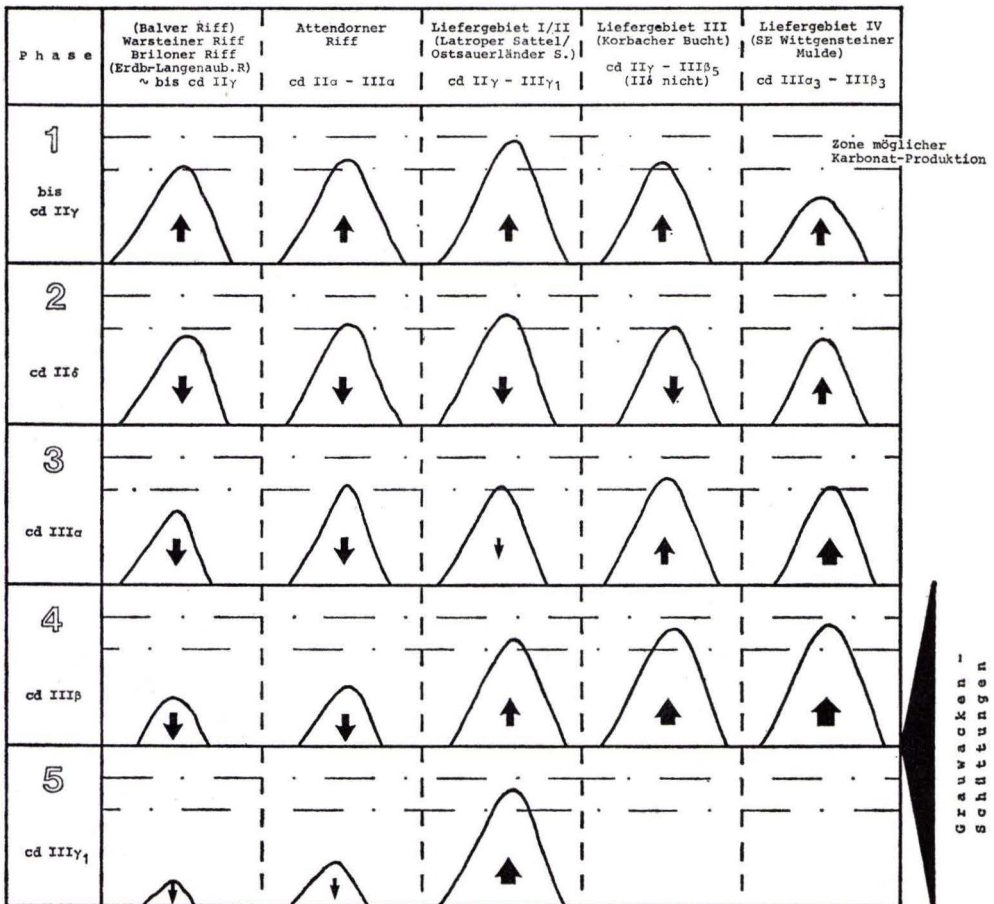 P h a s e
(Balver Riff)
Warsteiner Riff
Briloner Riff
(Erdbr-Langenaub.R)
~ bis cd IIγ
Attendorner
Riff
cd IIα - IIIα
Liefergebiet I/II
(Latroper Sattel/
Ostsauerländer S.)
cd IIγ - IIIγ₁
Liefergebiet III
(Korbacher Bucht)
cd IIγ - IIIβ₅
(IIδ nicht)
Liefergebiet IV
(SE Wittgensteiner
Mulde)
cd IIIα₃ - IIIβ₃
1
bis
cd IIγ
Zone möglicher
Karbonat-Produktion
2
cd IIδ
3
cd IIIα
4
cd IIIβ
5
cd IIIγ₁
Grauwacken-
Schüttungen